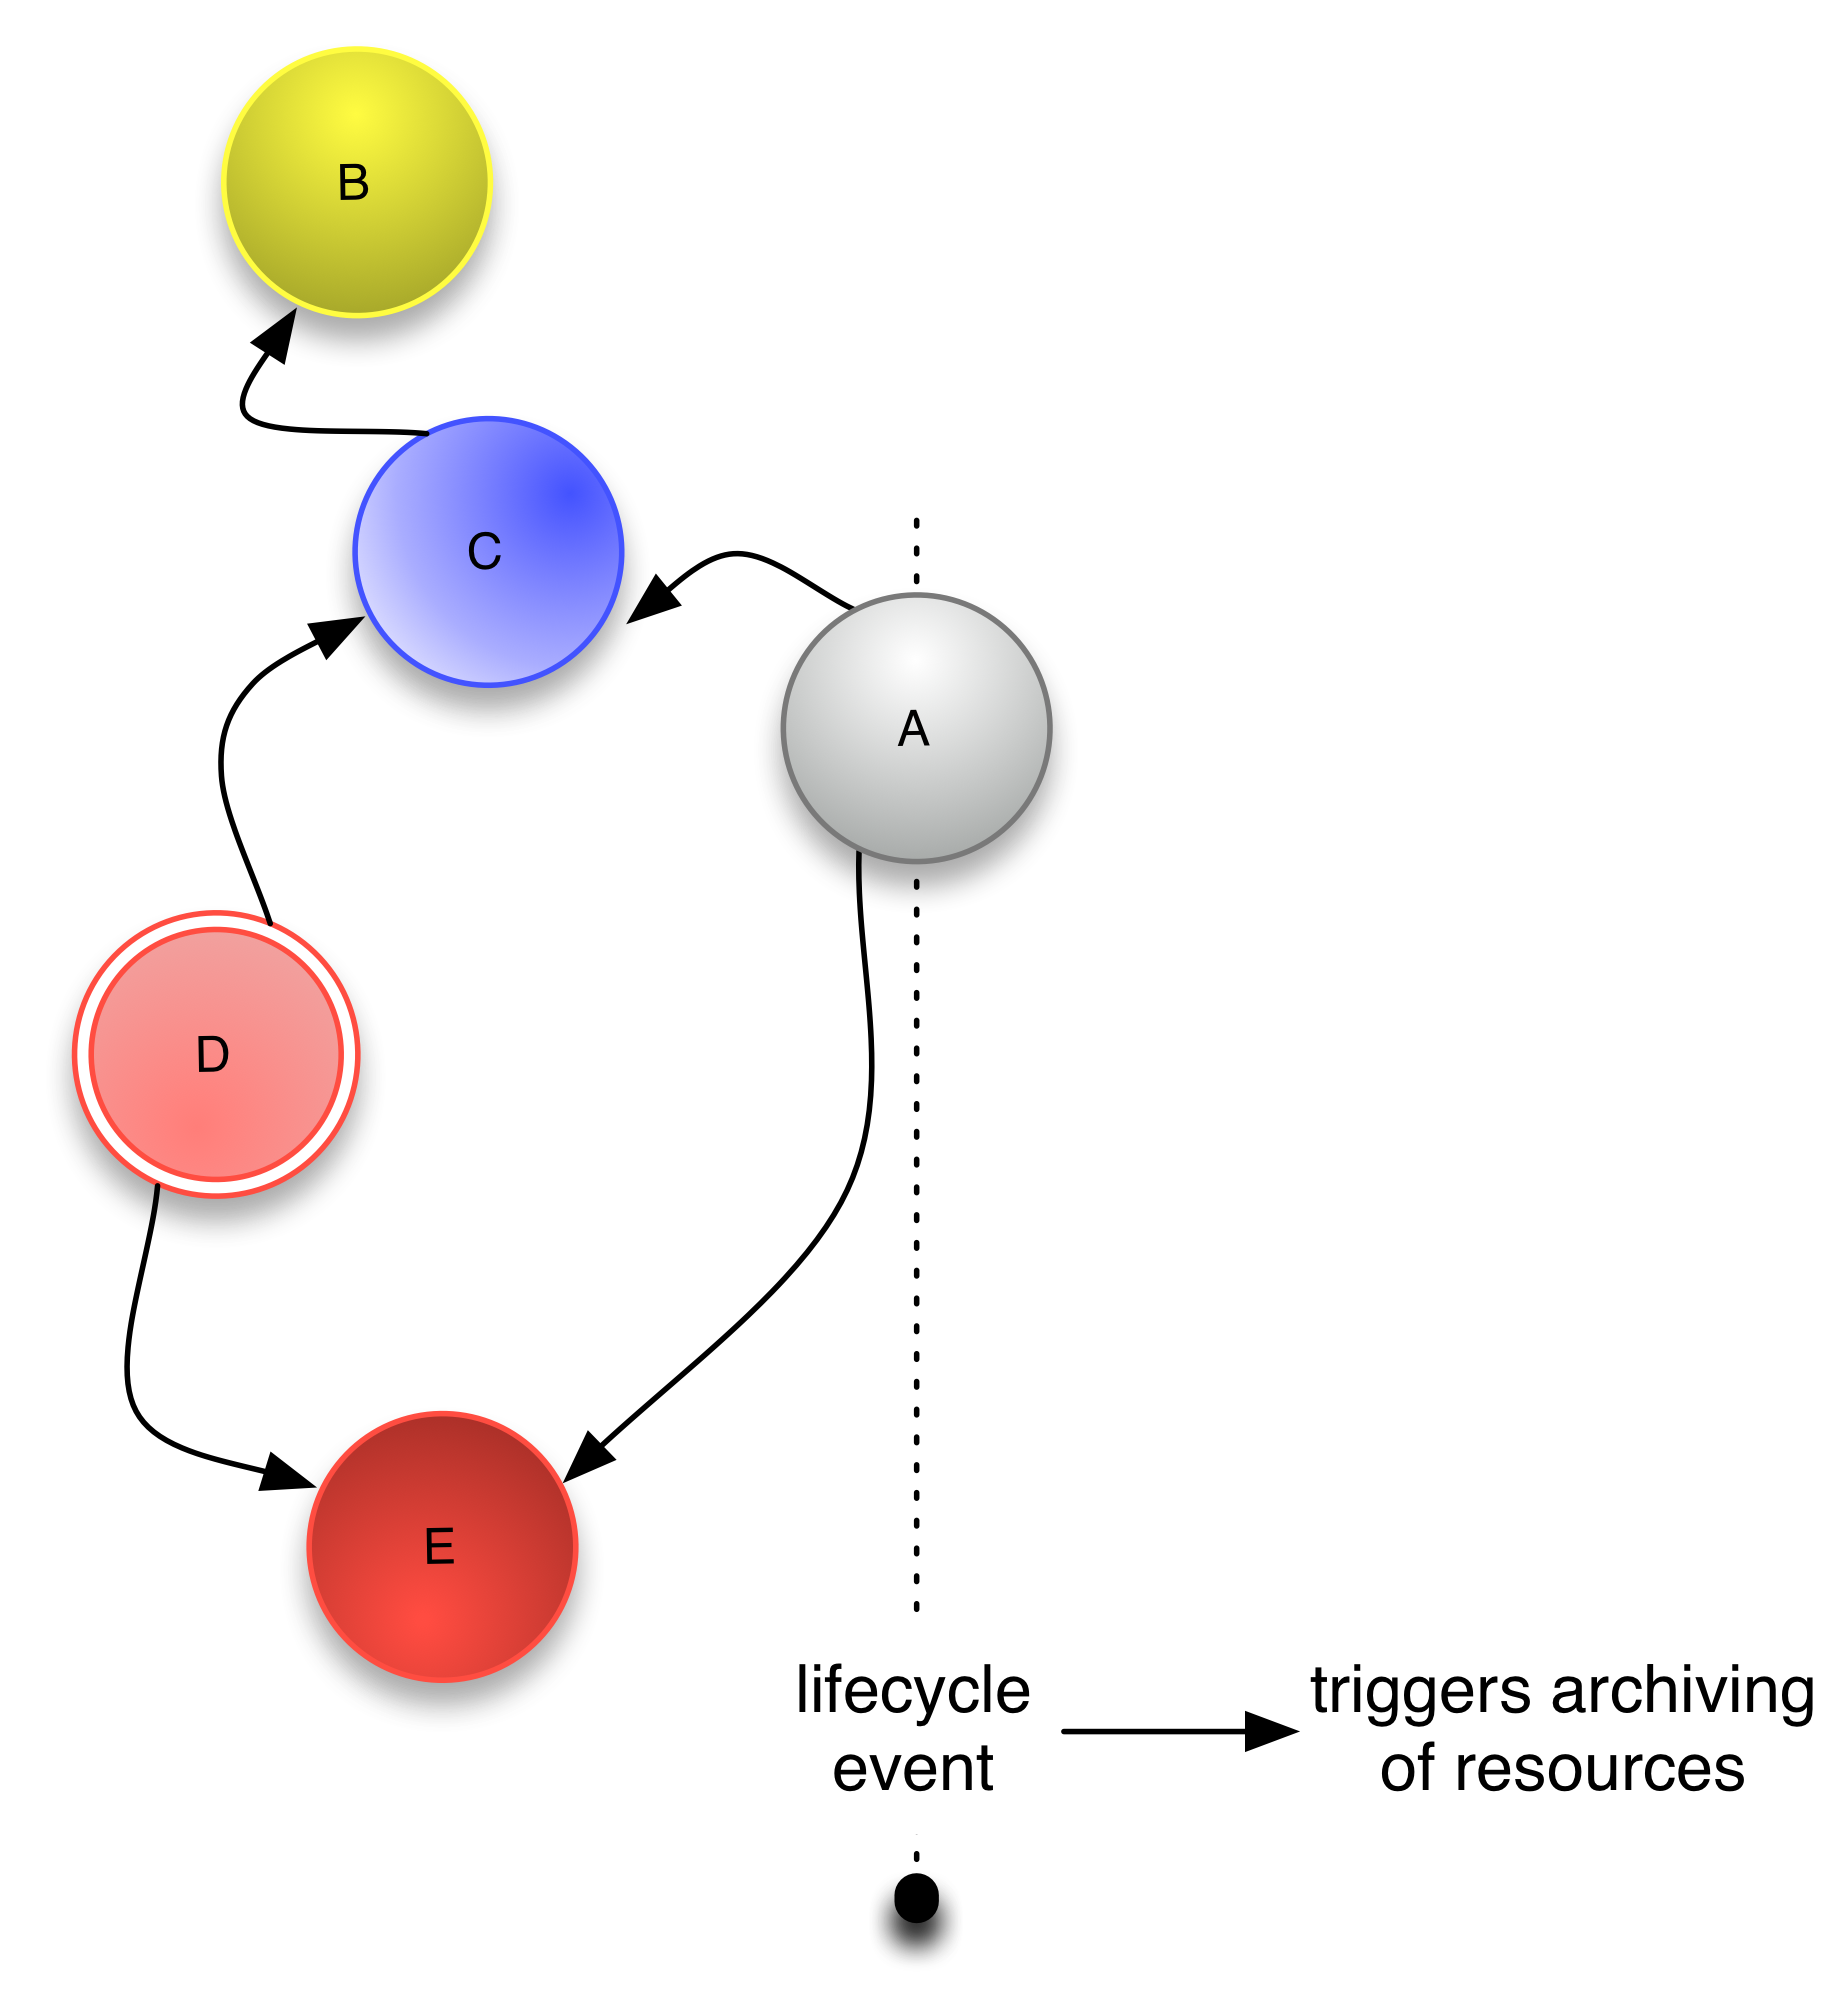 B
C
A
D
E
lifecycle
event
triggers archiving
of resources